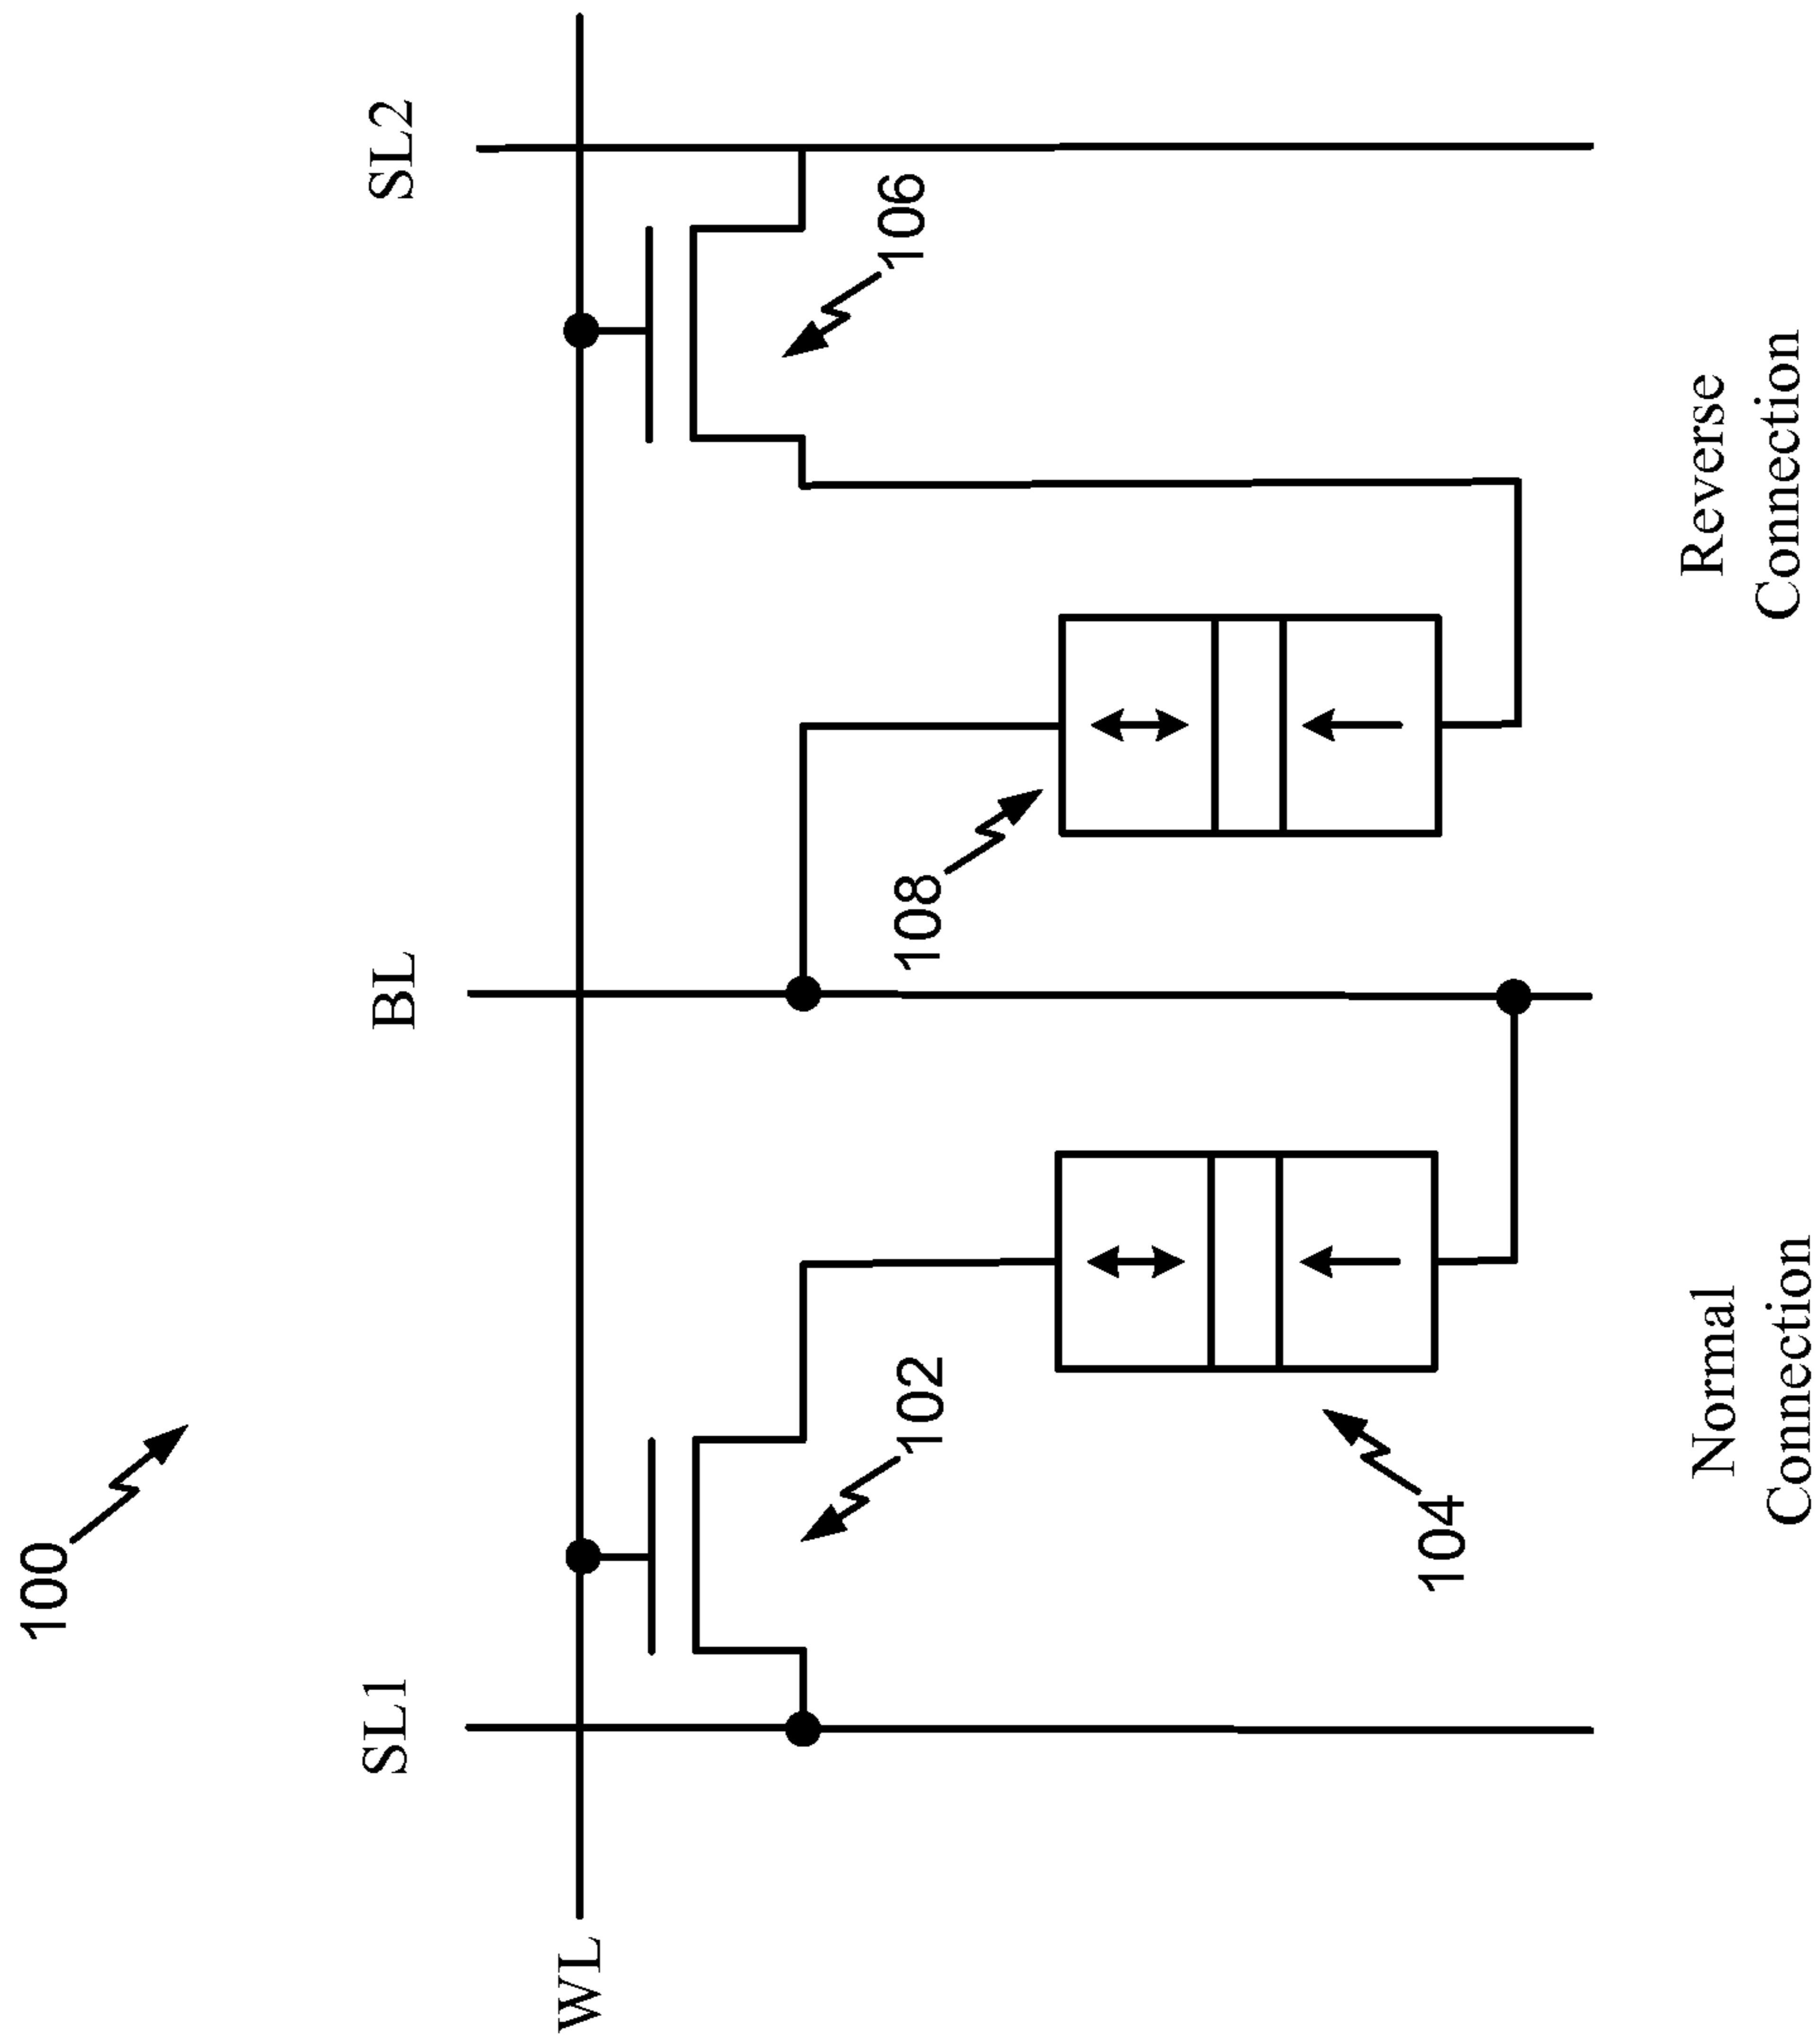 100
SL1
BL
SL2
WL
102
106
108
104
Normal
Connection
Reverse
Connection